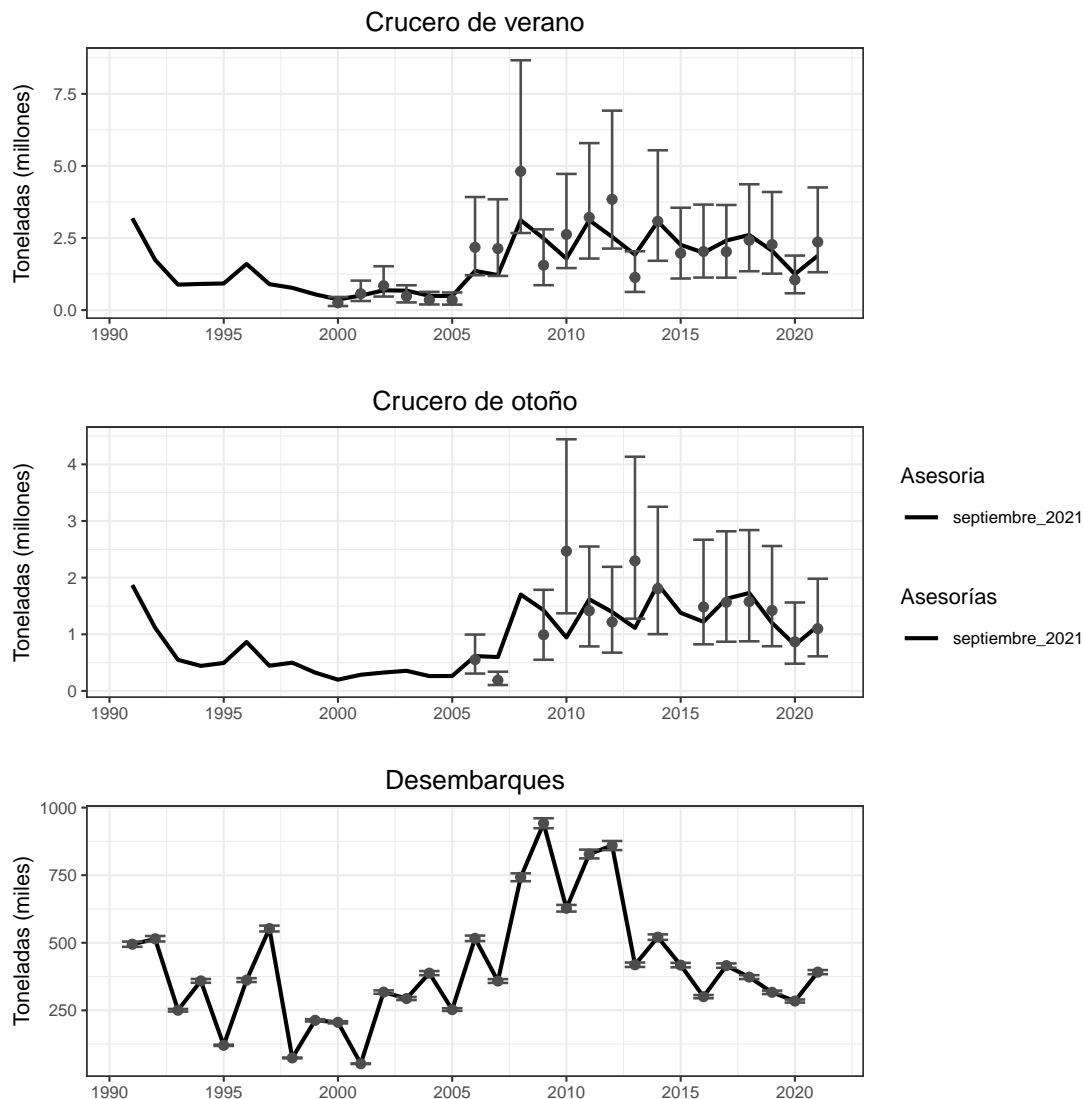 Crucero de verano
Toneladas (millones)
7.5
5.0
2.5
0.0
1990 1995 2000 2005 2010 2015 2020
Crucero de otoño
Toneladas (millones)
4
3
2
1
0
1990 1995 2000 2005 2010 2015 2020
Asesoria
septiembre_2021
Asesorías
septiembre_2021
Desembarques
Toneladas (miles)
1000
750
500
250
1990 1995 2000 2005 2010 2015 2020